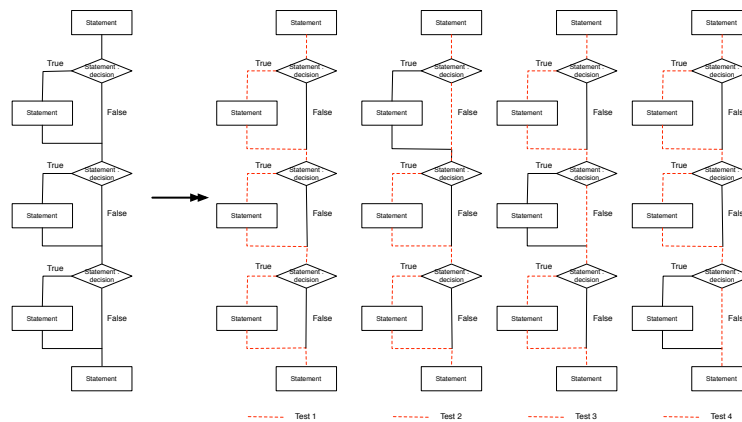 Statement
True
Statement :
decision
Statement
False
True
Statement :
decision
Statement
False
True
Statement :
decision
Statement
False
Statement
Statement
True
Statement :
decision
Statement
False
True
Statement :
decision
Statement
False
True
Statement :
decision
Statement
False
Statement
Test 1
Statement
True
Statement :
decision
Statement
False
True
Statement :
decision
Statement
False
True
Statement :
decision
Statement
False
Statement
Test 2
Statement
True
Statement :
decision
Statement
False
True
Statement :
decision
Statement
False
True
Statement :
decision
Statement
False
Statement
Test 3
Statement
True
Statement :
decision
Statement
False
True
Statement :
decision
Statement
False
True
Statement :
decision
Statement
False
Statement
Test 4